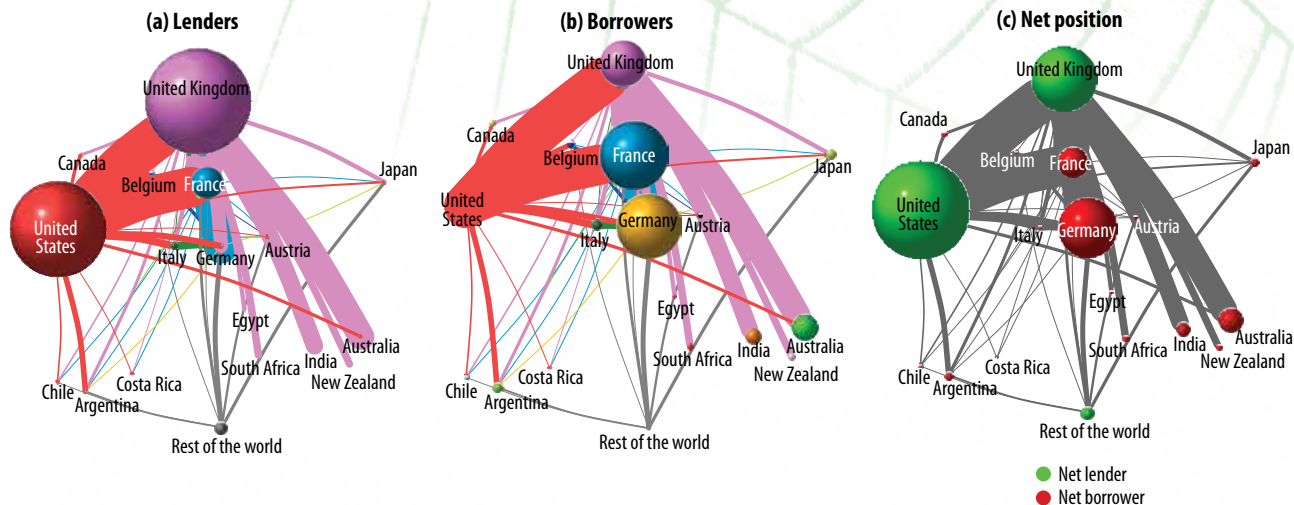 (a) Lenders
United Kingdom
Canada
Belgium
France
Japan
United
States
Italy
Germany
Austria
Egypt
Australia
South Africa
India
New Zealand
Chile
Costa Rica
Argentina
Rest of the world
(b) Borrowers
United Kingdom
Canada
Belgium
France
Japan
United
States
Germany
Austria
Italy
Egypt
India
Australia
South Africa
New Zealand
Chile
Costa Rica
Argentina
Rest of the world
(c) Net position
United Kingdom
Canada
Belgium
France
Japan
United
States
Italy
Germany
Austria
Egypt
India
Australia
South Africa
New Zealand
Chile
Costa Rica
Argentina
Rest of the world
Net lender
Net borrower